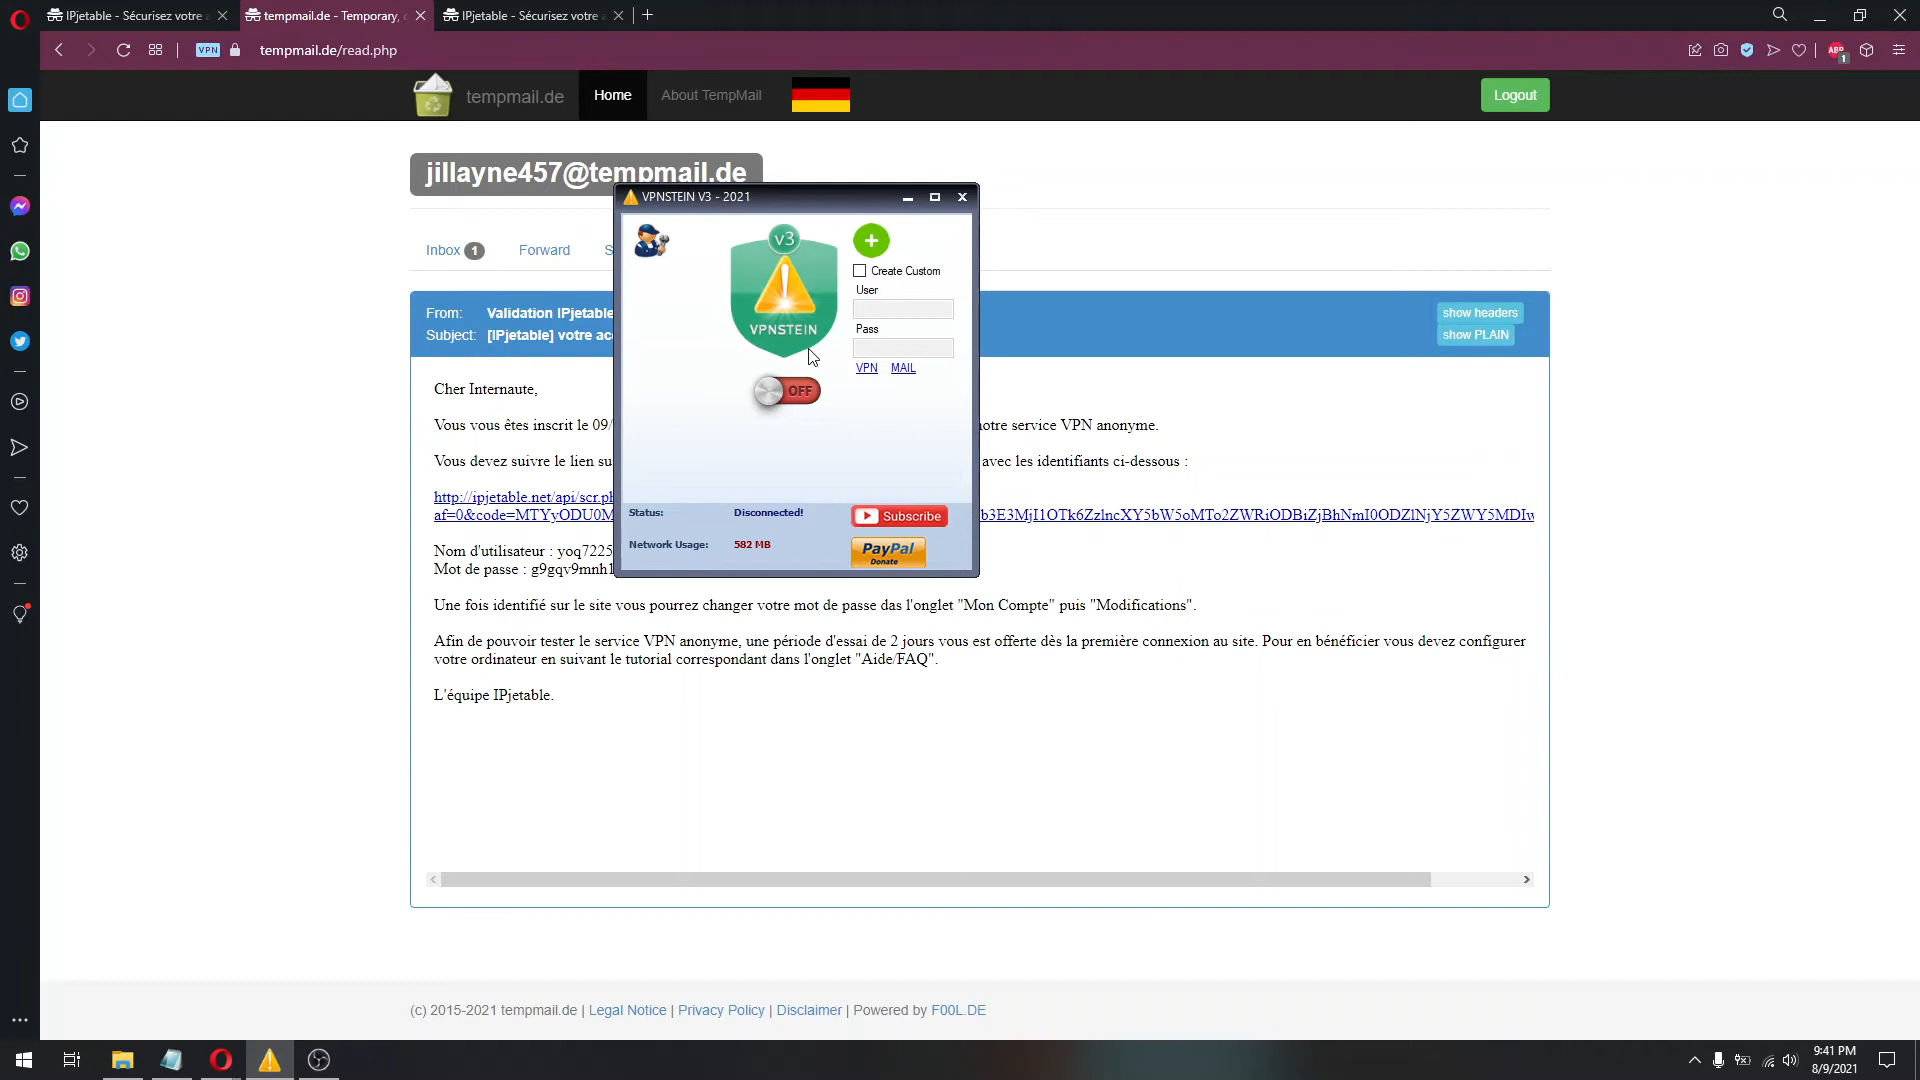 IPjetable - Sécurisez votre
tempmail.de - Temporary,
IPjetable - Sécurisez votre
VPN
tempmail.de/read.php
ABP
1
tempmail.de
Home
About TempMail
Logout
jillayne457@tempmail.de
Inbox 1
Forward
VPNSTEIN V3 - 2021
v3
VPNSTEIN
OFF
Create Custom
User
Pass
VPN MAIL
Status: Disconnected!
Subscribe
Network Usage: 582 MB
PayPal
Donate
From: Validation IPjetable
Subject: [IPjetable] votre
show headers
show PLAIN
Cher Internaute,
Vous vous êtes inscrit le 09/ notre service VPN anonyme.
Vous devez suivre le lien avec les identifiants ci-dessous :
http://ipjetable.net/api/scr.ph
af=0&code=MTYyODU0M b3E3MjI1OTk6ZzlncXY5bW5oMTo2ZWRiODBiZjBhNmI0ODZlNjY5ZWY5MDIw
Nom d'utilisateur : yoq7225
Mot de passe : g9gqv9mnh1
Une fois identifié sur le site vous pourrez changer votre mot de passe das l'onglet "Mon Compte" puis "Modifications".
Afin de pouvoir tester le service VPN anonyme, une période d'essai de 2 jours vous est offerte dès la première connexion au site. Pour en bénéficier vous devez configurer
votre ordinateur en suivant le tutorial correspondant dans l'onglet "Aide/FAQ".
L'équipe IPjetable.
(c) 2015-2021 tempmail.de | Legal Notice | Privacy Policy | Disclaimer | Powered by F00L.DE
9:41 PM
8/9/2021